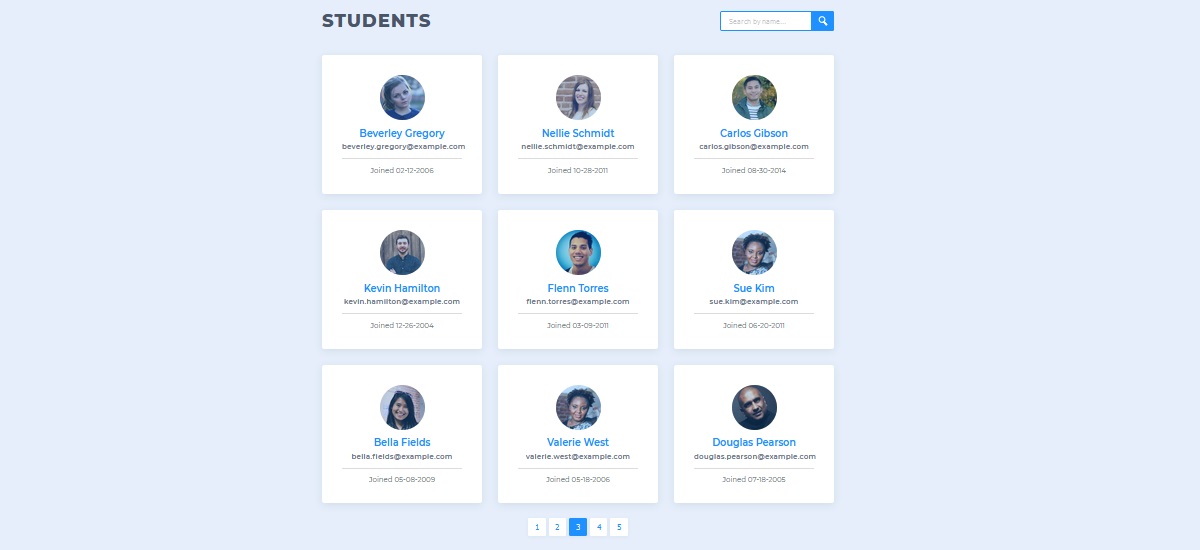 STUDENTS
Search by name...
Beverley Gregory
beverley.gregory@example.com
Joined 02-12-2006
Nellie Schmidt
nellie.schmidt@example.com
Joined 10-28-2011
Carlos Gibson
carlos.gibson@example.com
Joined 08-30-2014
Kevin Hamilton
kevin.hamilton@example.com
Joined 12-26-2004
Flenn Torres
flenn.torres@example.com
Joined 03-09-2011
Sue Kim
sue.kim@example.com
Joined 06-20-2011
Bella Fields
bella.fields@example.com
Joined 05-08-2009
Valerie West
valerie.west@example.com
Joined 05-18-2006
Douglas Pearson
douglas.pearson@example.com
Joined 07-18-2005
1 2 3 4 5